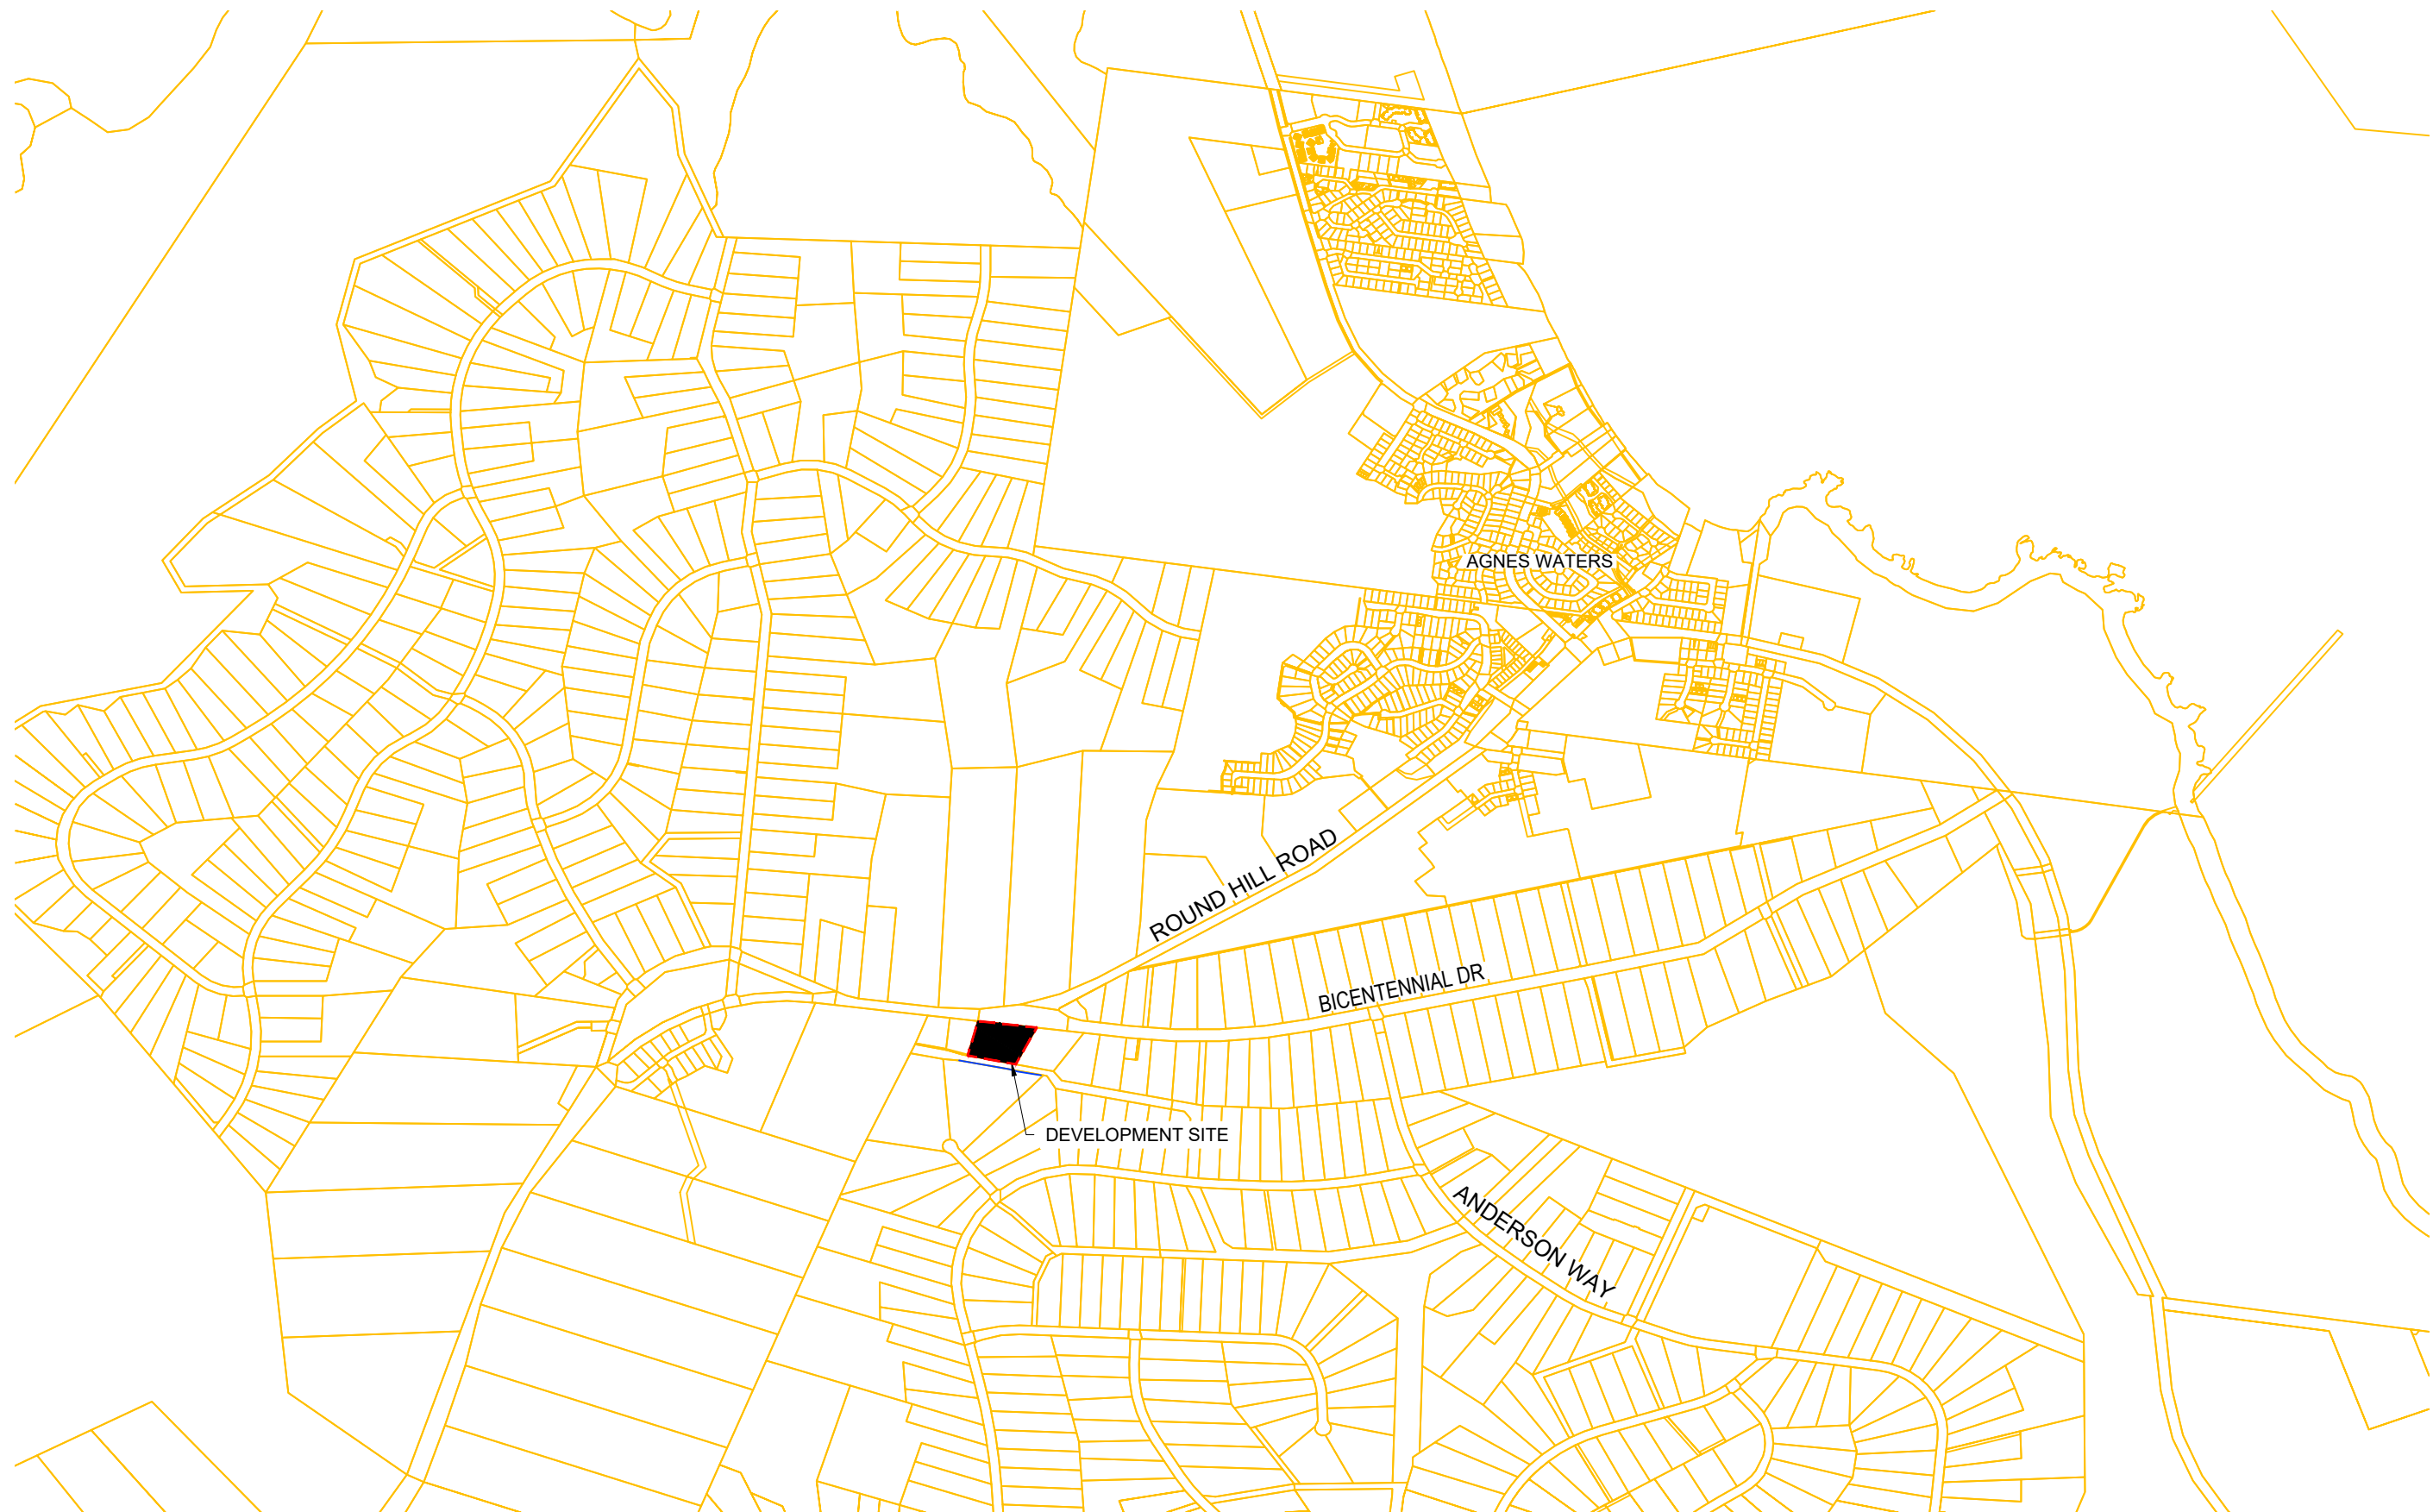 AGNES WATERS
ROUND HILL ROAD
BICENTENNIAL DR
DEVELOPMENT SITE
ANDERSON WAY